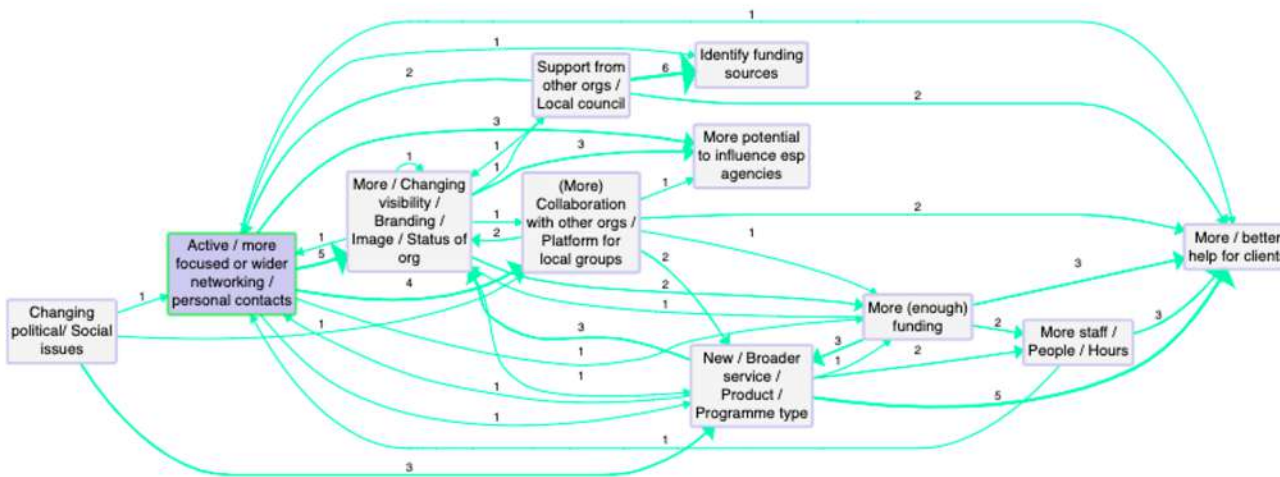 1
1
2
Support from
other orgs /
Local council
6
Identify funding
sources
2
3
1
1
1
3
More potential
to influence esp
agencies
More / Changing
visibility /
Branding /
Image / Status of
org
(More)
Collaboration
with other orgs /
Platform for
local groups
1
1
2
2
1
Active / more
focused or wider
networking /
personal contacts
1
5
4
2
2
1
3
More / better
help for clients
Changing
political/ Social
issues
1
1
3
1
More (enough)
funding
2
3
1
2
More staff /
People / Hours
3
New / Broader
service /
Product /
Programme type
1
1
1
5
1
3